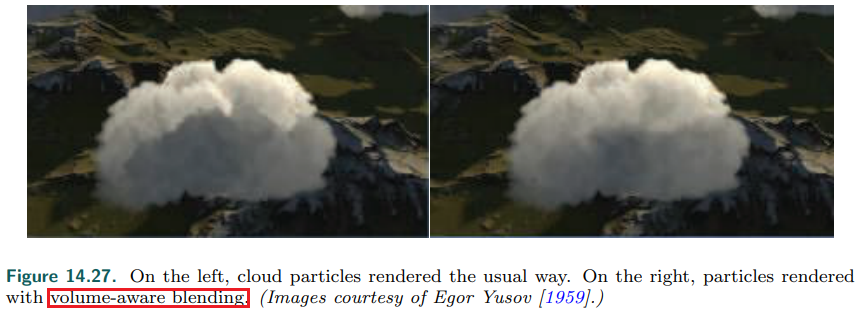 Figure 14.27. On the left, cloud particles rendered the usual way. On the right, particles rendered
with volume-aware blending. (Images courtesy of Egor Yusov [1959].)